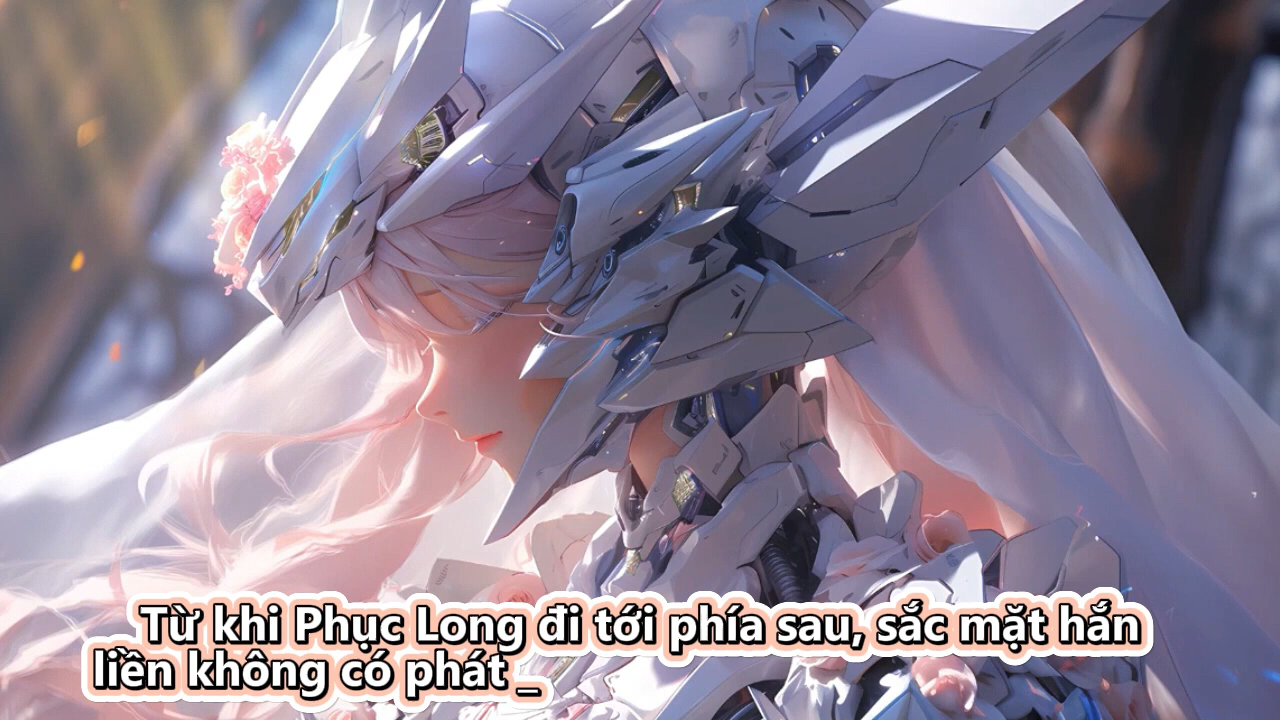 Từ khi Phục Long đi tới phía sau, sắc mặt hắn
liền không có phát _